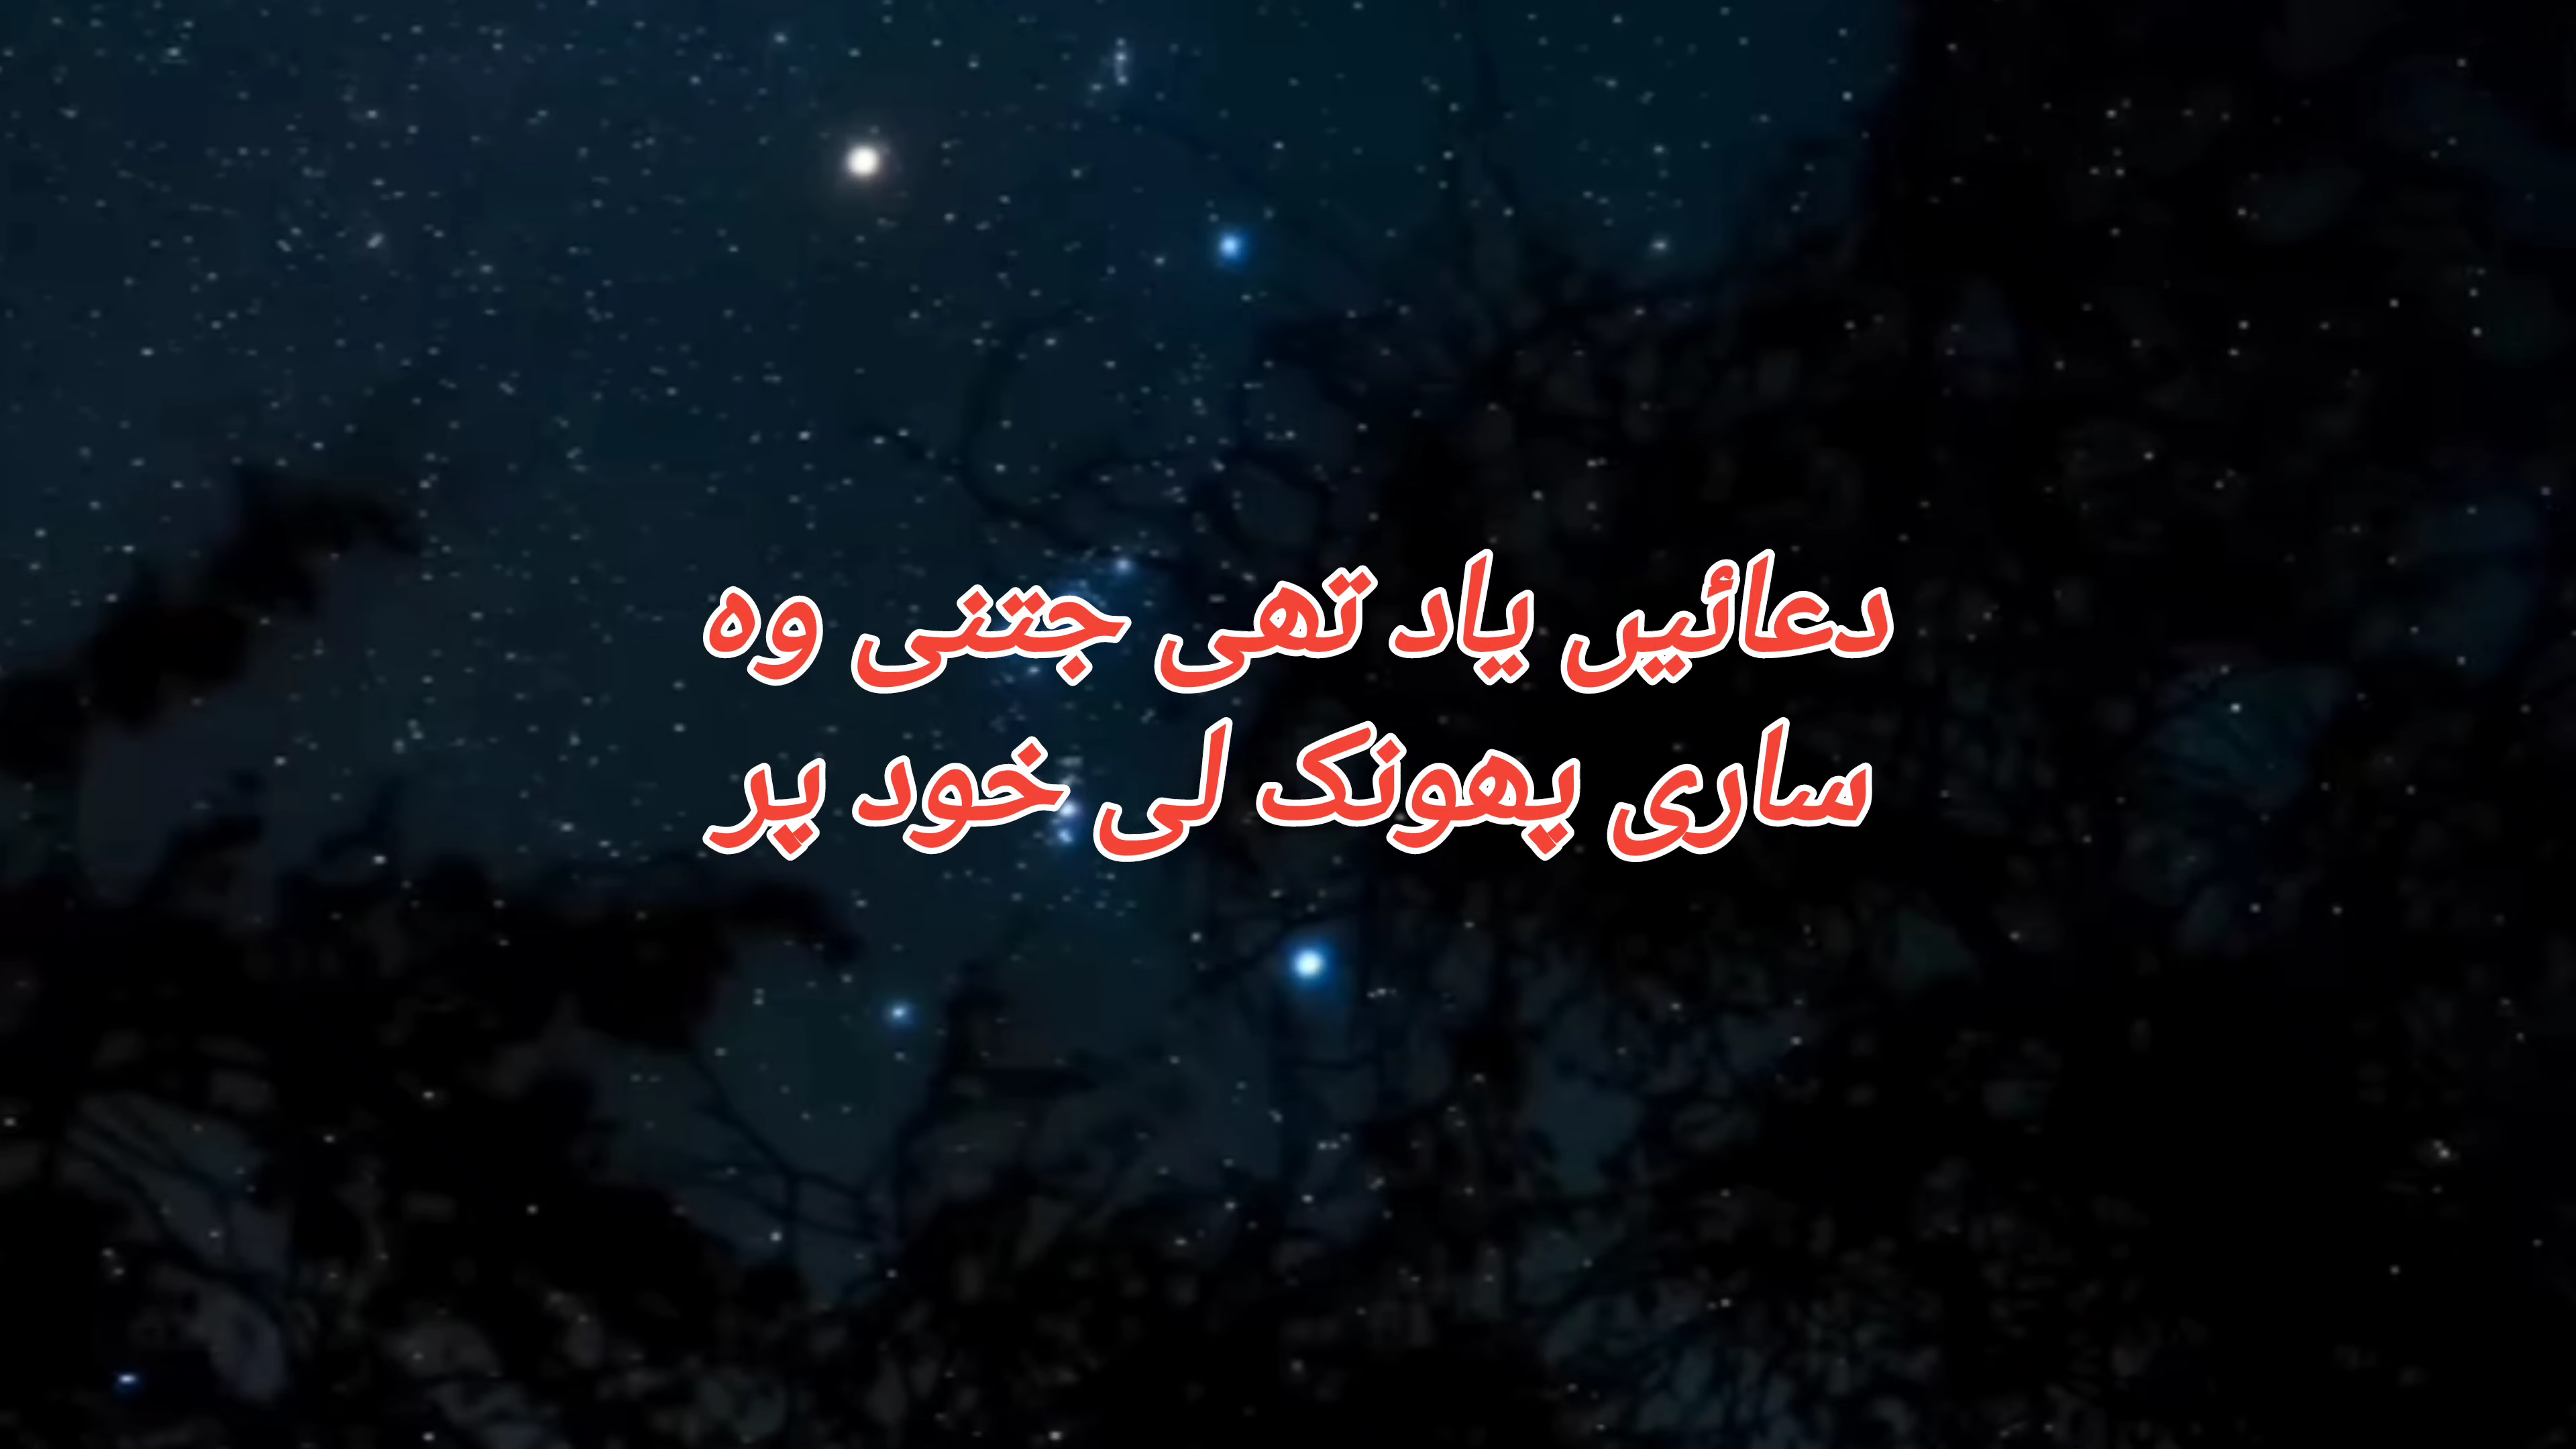 دعائیں یاد تھی جتنی وہ
ساری پھونک لی خود پر